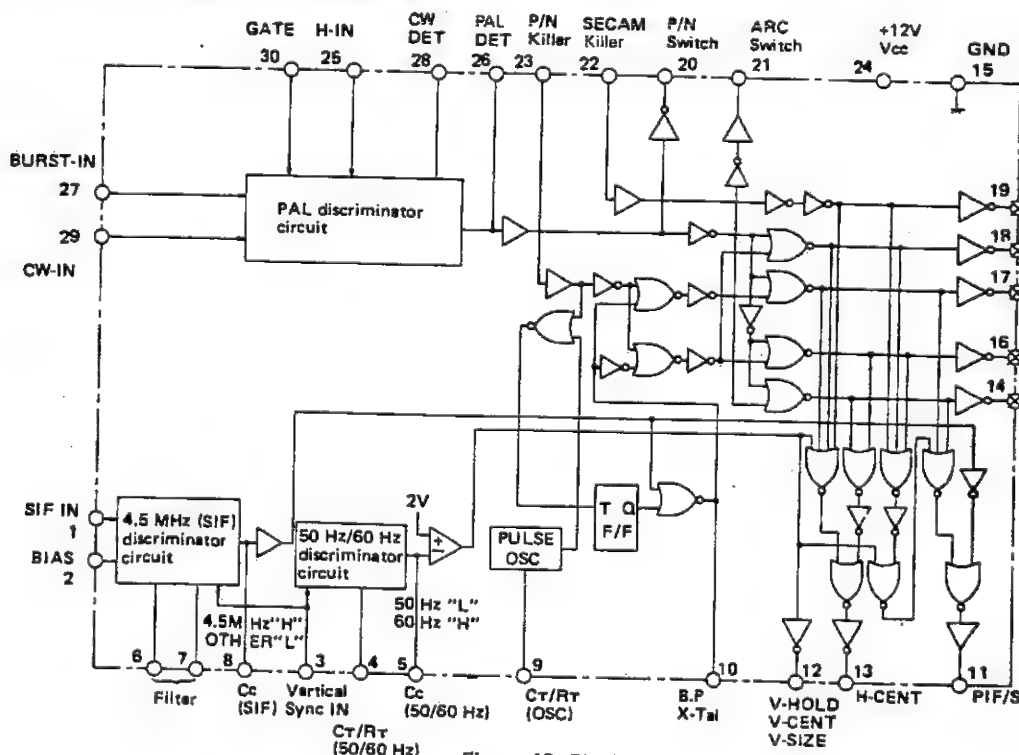 GATE
30
H-IN
25
CW
DET
28
PAL
DET
26
P/N
Killer
23
SECAM
Killer
22
P/N
Switch
20
ARC
Switch
21
+12V
Vcc
24
GND
15
BURST-IN
27
29
CW-IN
PAL discriminator
circuit
19
18
17
16
14
SIF IN
1
BIAS
2
4.5 MHz (SIF)
discriminator
circuit
50 Hz/60 Hz
discriminator
circuit
2V
+
-
PULSE
OSC
T Q
F/F
4.5M Hz"H"
OTHER"L"
50 Hz "L"
60 Hz "H"
6
7
Filter
8
Cc
(SIF)
3
Vertical
Sync IN
4
CT/RT
(50/60 Hz)
5
Cc
(50/60 Hz)
9
CT/RT
(OSC)
10
B.P
X-Tal
12
V-HOLD
V-CENT
V-SIZE
13
H-CENT
11
PIF/S